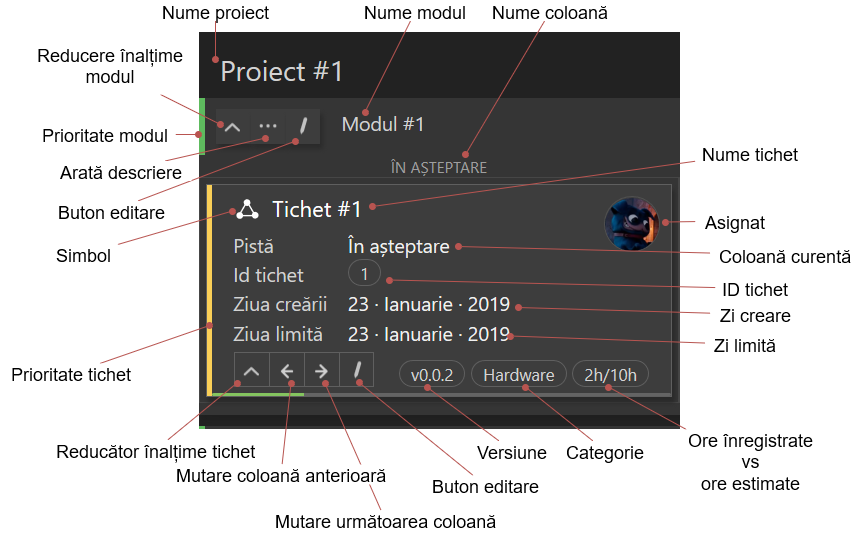 Nume proiect
Nume modul
Nume coloană
Reducere înalțime
modul
Proiect #1
Prioritate modul
Modul #1
Arată descriere
ÎN AȘTEPTARE
Nume tichet
Buton editare
Tichet #1
Asignat
Simbol
Pistă
În așteptare
Coloană curentă
Id tichet
1
ID tichet
Ziua creării
23 · Ianuarie · 2019
Zi creare
Ziua limită
23 · Ianuarie · 2019
Zi limită
Prioritate tichet
v0.0.2
Hardware
2h/10h
Reducător înalțime tichet
Versiune
Categorie
Ore înregistrate
vs
ore estimate
Mutare coloană anterioară
Buton editare
Mutare următoarea coloană